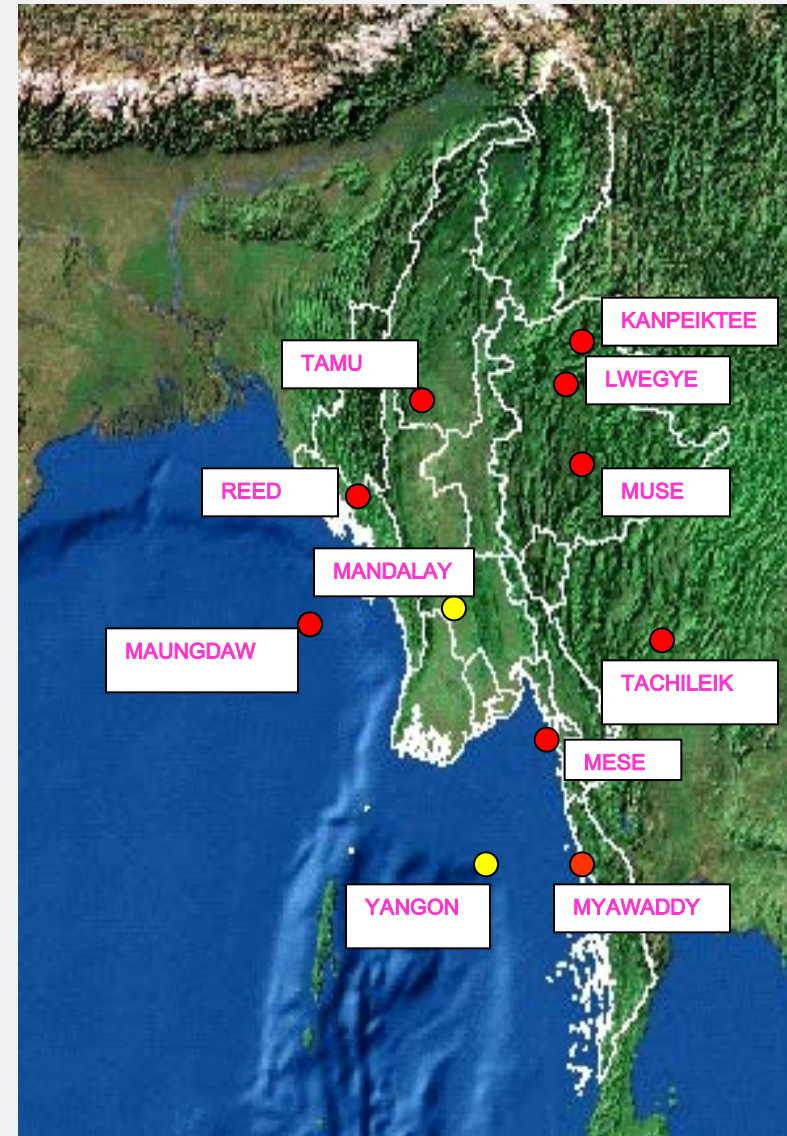 KANPEIKTEE
TAMU
LWEGYE
REED
MUSE
MANDALAY
MAUNGDAW
TACHILEIK
MESE
YANGON
MYAWADDY